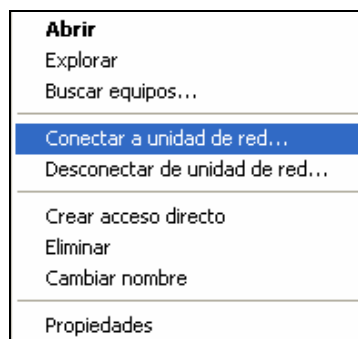 Abrir
Explorar
Buscar equipos...
Conectar a unidad de red...
Desconectar de unidad de red...
Crear acceso directo
Eliminar
Cambiar nombre
Propiedades